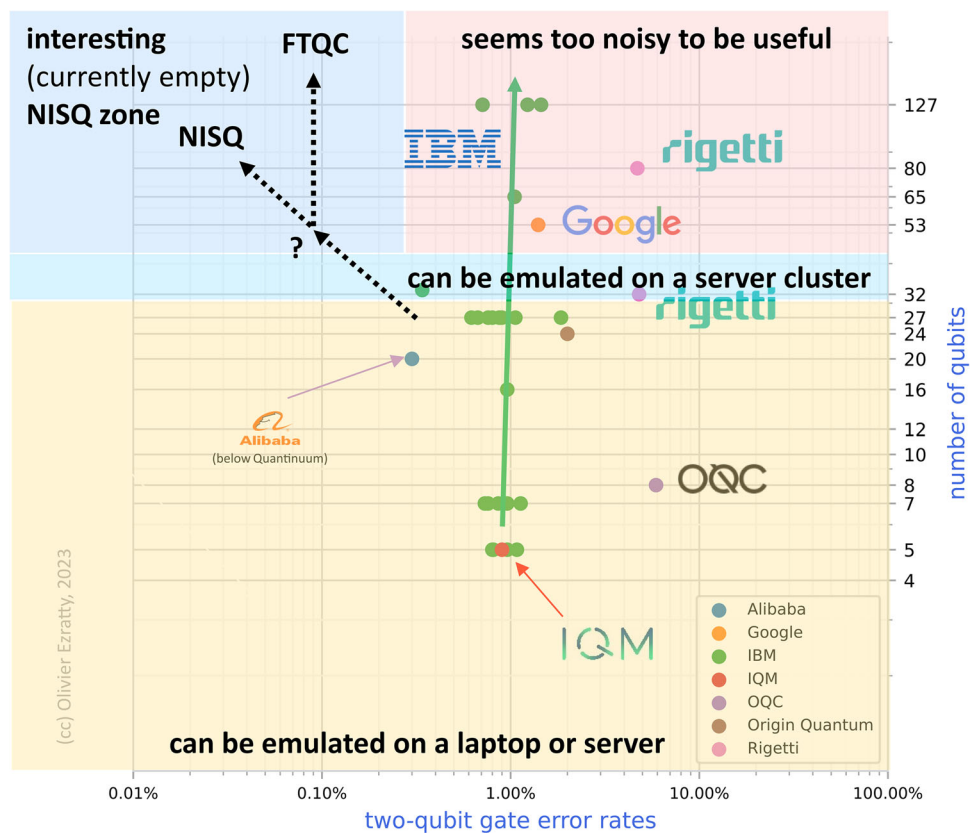 interesting
(currently empty)
NISQ zone
FTQC
NISQ
?
seems too noisy to be useful
IBM
rigetti
Google
can be emulated on a server cluster
rigetti
Alibaba
(below Quantinuum)
OQC
IQM
can be emulated on a laptop or server
(cc) Olivier Ezratty, 2023
127
80
65
53
32
27
24
20
16
12
10
8
7
5
4
number of qubits
Alibaba
Google
IBM
IQM
OQC
Origin Quantum
Rigetti
0.01%
0.10%
1.00%
10.00%
100.00%
two-qubit gate error rates